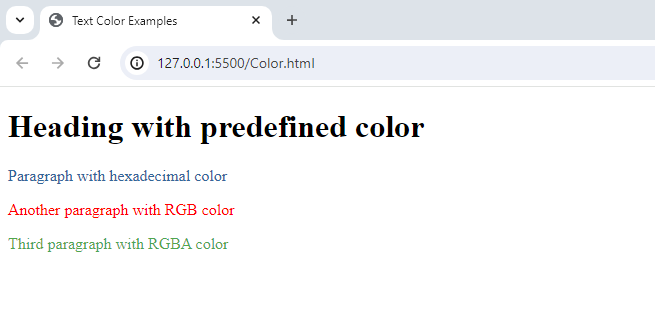 Text Color Examples
127.0.0.1:5500/Color.html
Heading with predefined color
Paragraph with hexadecimal color
Another paragraph with RGB color
Third paragraph with RGBA color